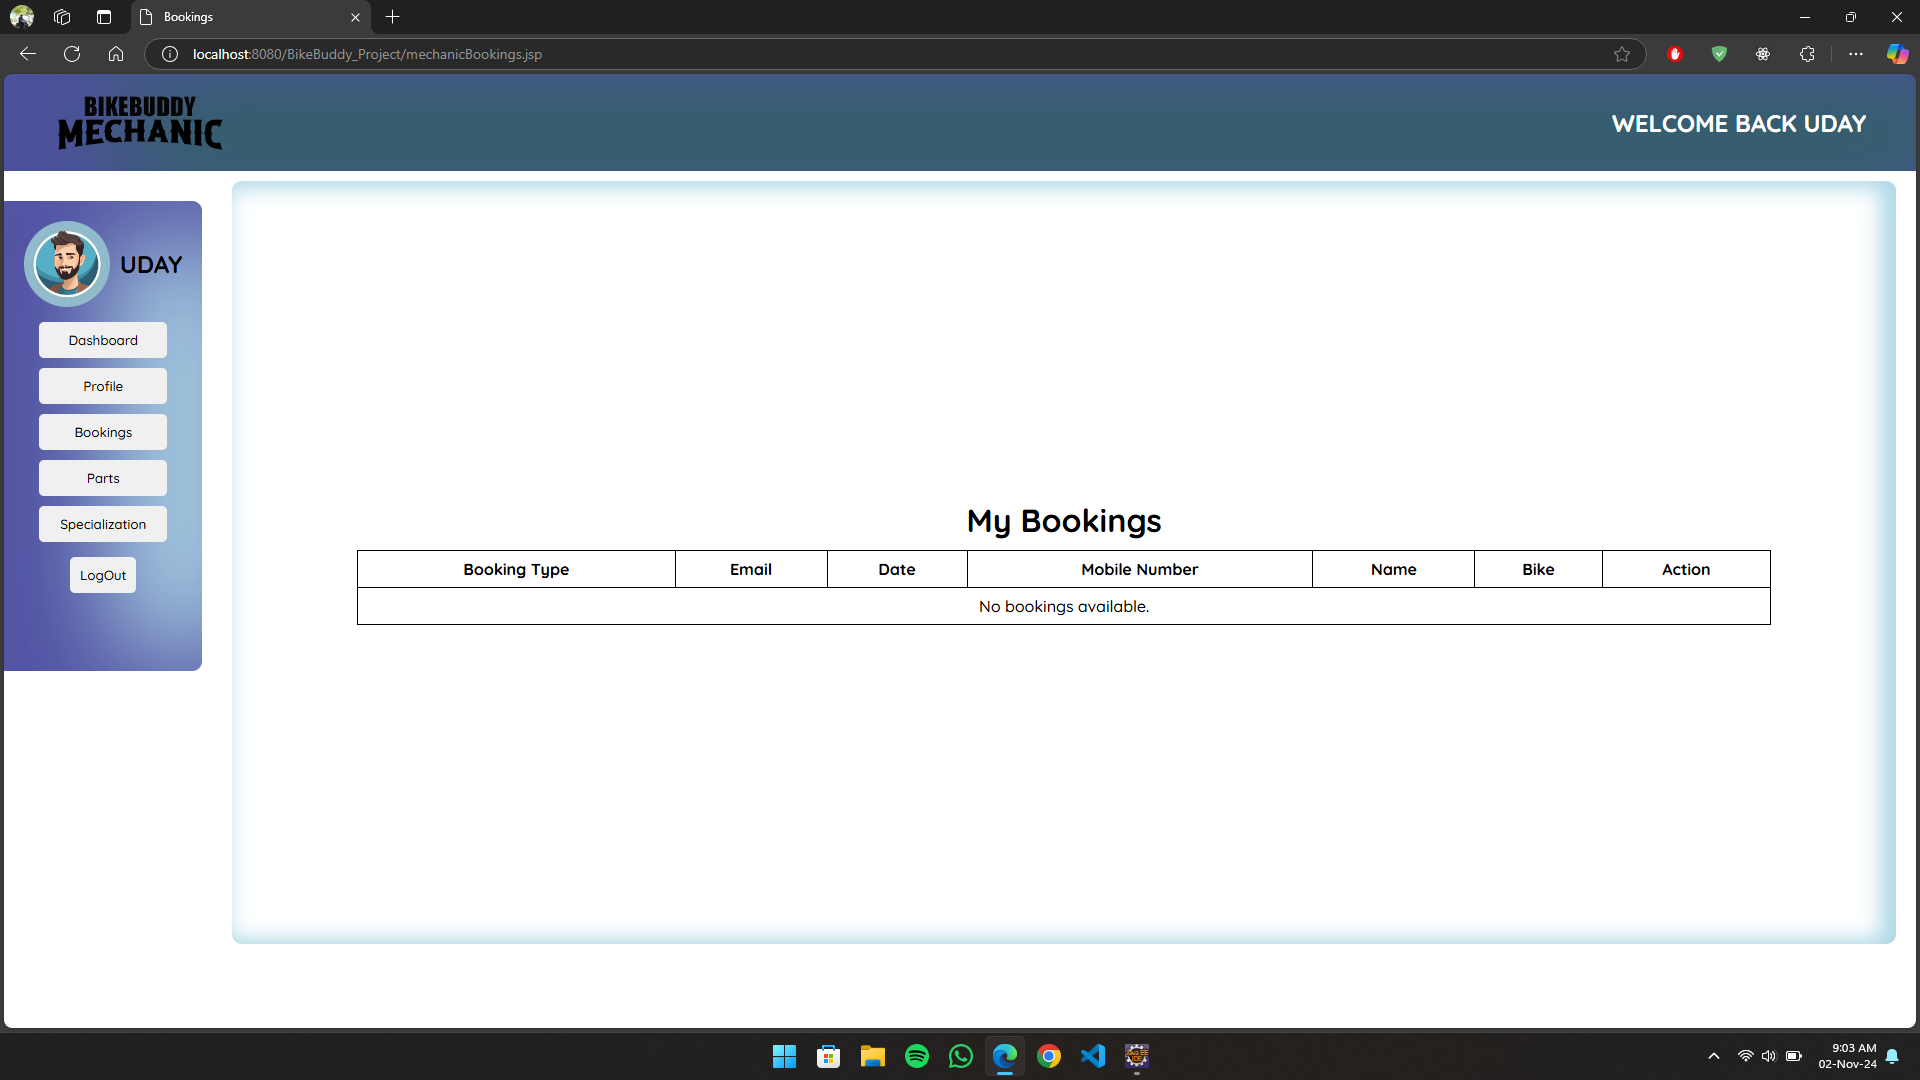 Bookings
localhost:8080/BikeBuddy_Project/mechanicBookings.jsp
BIKEBUDDY
MECHANIC
WELCOME BACK UDAY
UDAY
Dashboard
Profile
Bookings
Parts
Specialization
LogOut
My Bookings
Booking Type Email Date Mobile Number Name Bike Action
No bookings available.
9:03 AM
02-Nov-24